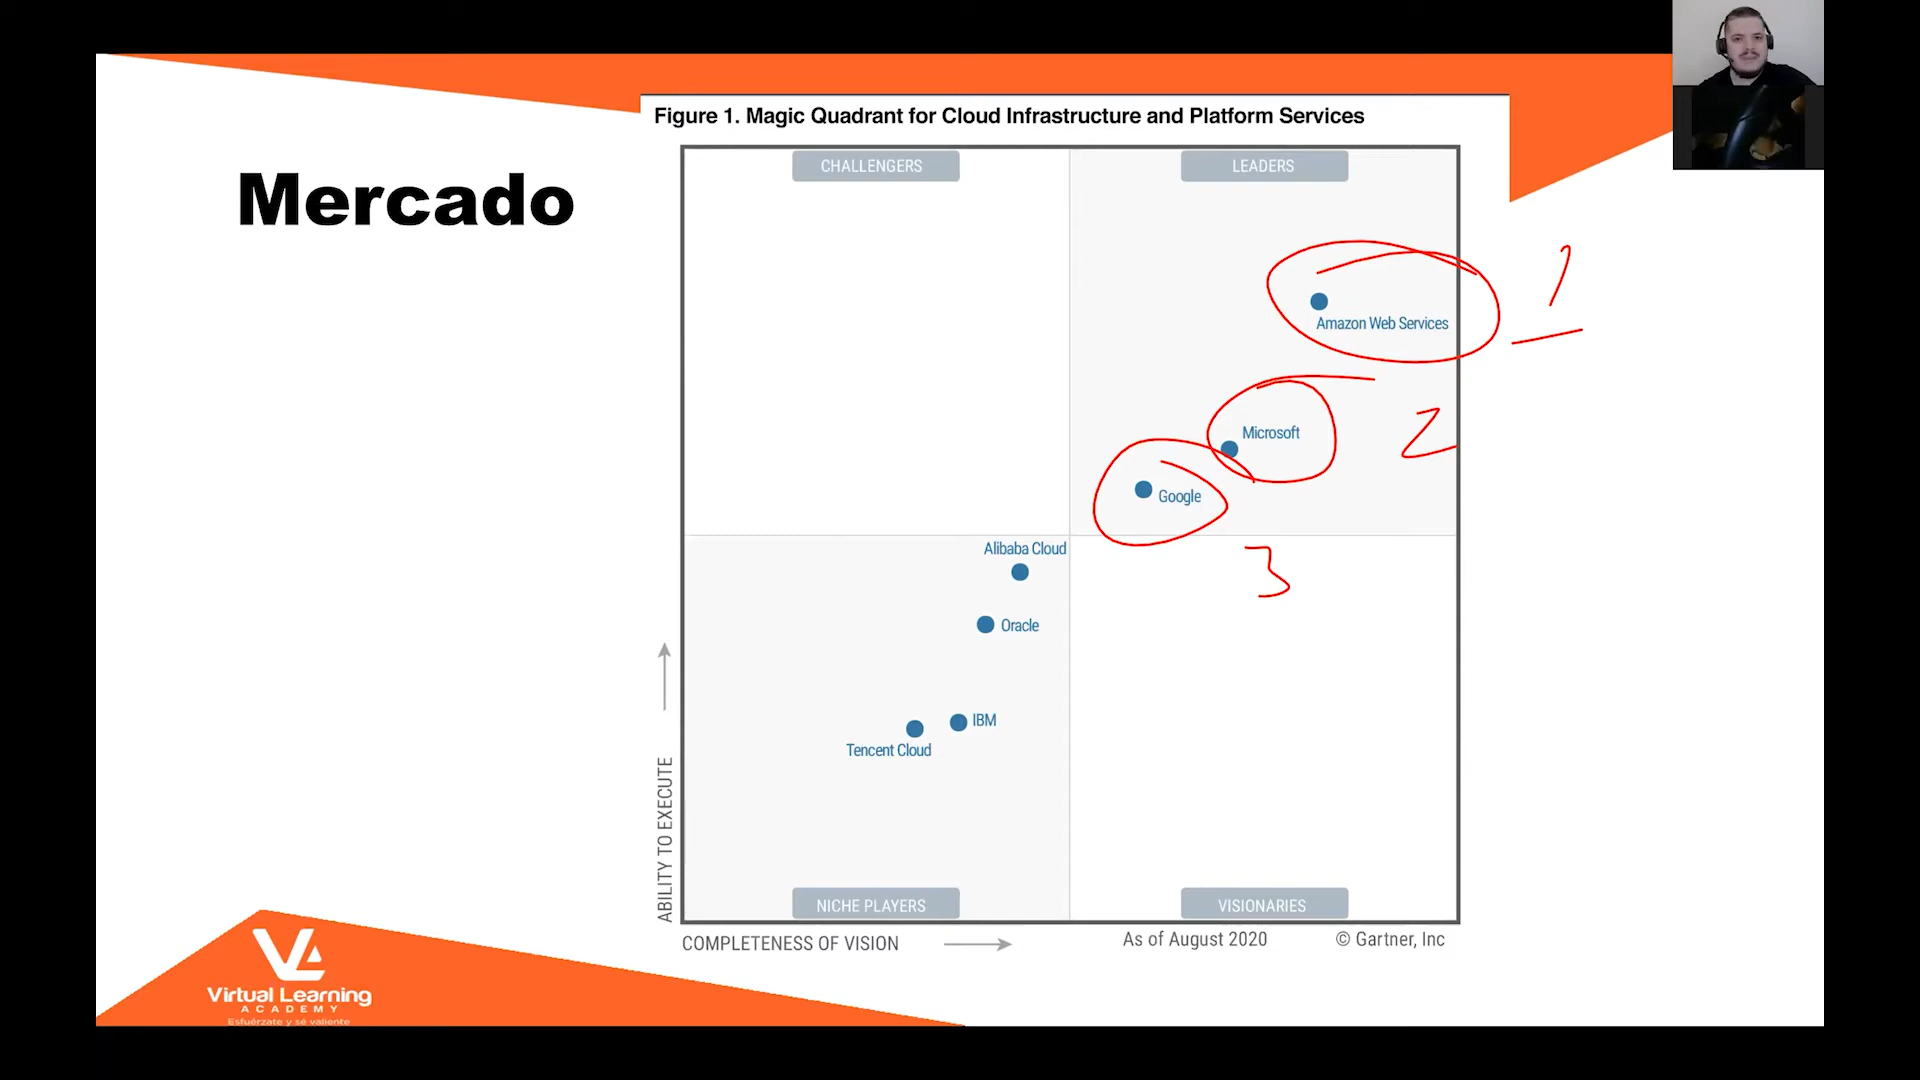 Figure 1. Magic Quadrant for Cloud Infrastructure and Platform Services
Mercado
CHALLENGERS
LEADERS
Amazon Web Services
1
Microsoft
2
Google
3
Alibaba Cloud
Oracle
IBM
Tencent Cloud
ABILITY TO EXECUTE
NICHE PLAYERS
VISIONARIES
COMPLETENESS OF VISION
As of August 2020
© Gartner, Inc
VLA
Virtual Learning
ACADEMY
Esfuérzate y sé valiente